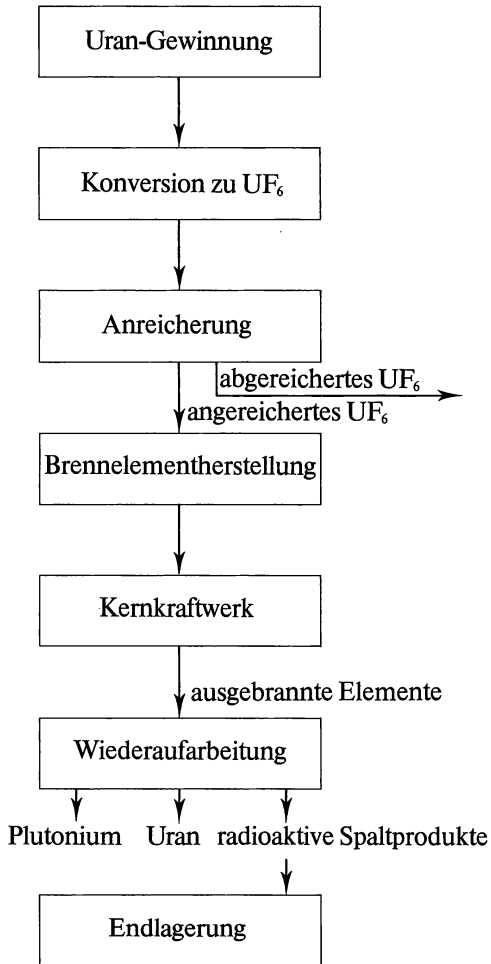 Uran-Gewinnung
Konversion zu UF₆
Anreicherung
abgereichertes UF₆
angereichertes UF₆
Brennelementherstellung
Kernkraftwerk
ausgebrannte Elemente
Wiederaufarbeitung
Plutonium Uran radioaktive Spaltprodukte
Endlagerung